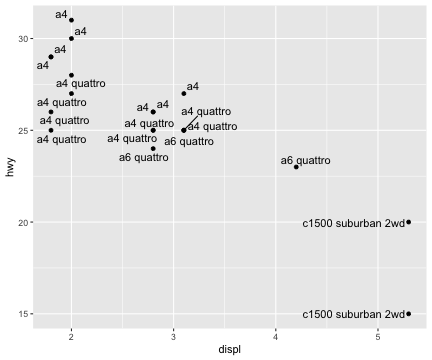 a4
30
a4
a4
a4
a4 quattro
a4
a4 quattro
a4 a4
a4 quattro
a4 quattro
a4 quattro
25
a4 quattro
a4 quattro
a4 quattro
a6 quattro
a6 quattro
a6 quattro
hwy
20
c1500 suburban 2wd
15
c1500 suburban 2wd
2
3
4
5
displ